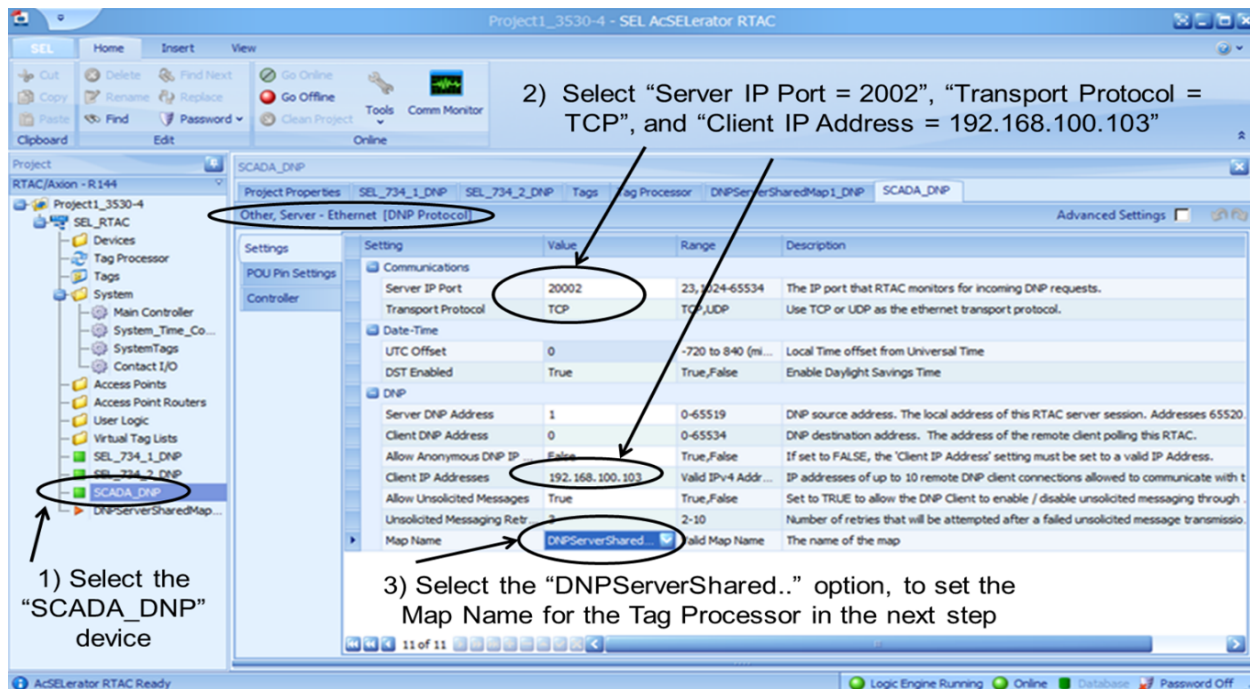 Project1_3530-4 - SEL AcSELerator RTAC
SEL Home Insert View
Cut Delete Find Next Go Online
Copy Rename Replace Go Offline
Paste Find Password Clean Project Tools Comm Monitor
Clipboard Edit Online
2) Select “Server IP Port = 2002”, “Transport Protocol =
TCP”, and “Client IP Address = 192.168.100.103”
Project
RTAC/Axion - R144
Project1_3530-4
SEL_RTAC
Devices
Tag Processor
Tags
System
Main Controller
System_Time_Co...
SystemTags
Contact I/O
Access Points
Access Point Routers
User Logic
Virtual Tag Lists
SEL_734_1_DNP
SEL_734_2_DNP
SCADA_DNP
DNPServerSharedMap...
1) Select the
“SCADA_DNP”
device
SCADA_DNP
Project Properties SEL_734_1_DNP SEL_734_2_DNP Tags Tag Processor DNPServerSharedMap1_DNP SCADA_DNP
Other, Server - Ethernet [DNP Protocol] Advanced Settings
Settings
POU Pin Settings
Controller
Setting Value Range Description
Communications
Server IP Port 20002 23,1024-65534 The IP port that RTAC monitors for incoming DNP requests.
Transport Protocol TCP TCP,UDP Use TCP or UDP as the ethernet transport protocol.
Date-Time
UTC Offset 0 -720 to 840 (mi... Local Time offset from Universal Time
DST Enabled True True,False Enable Daylight Savings Time
DNP
Server DNP Address 1 0-65519 DNP source address. The local address of this RTAC server session. Addresses 65520
Client DNP Address 0 0-65534 DNP destination address. The address of the remote client polling this RTAC.
Allow Anonymous DNP IP ... False True,False If set to FALSE, the 'Client IP Address' setting must be set to a valid IP Address.
Client IP Addresses 192.168.100.103 Valid IPv4 Addr... IP addresses of up to 10 remote DNP client connections allowed to communicate with t
Allow Unsolicited Messages True True,False Set to TRUE to allow the DNP Client to enable / disable unsolicited messaging through .
Unsolicited Messaging Retr... 3 2-10 Number of retries that will be attempted after a failed unsolicited message transmissio.
Map Name DNPServerShared... Valid Map Name The name of the map
3) Select the “DNPServerShared..” option, to set the
Map Name for the Tag Processor in the next step
11 of 11
AcSELerator RTAC Ready Logic Engine Running Online Database Password Off